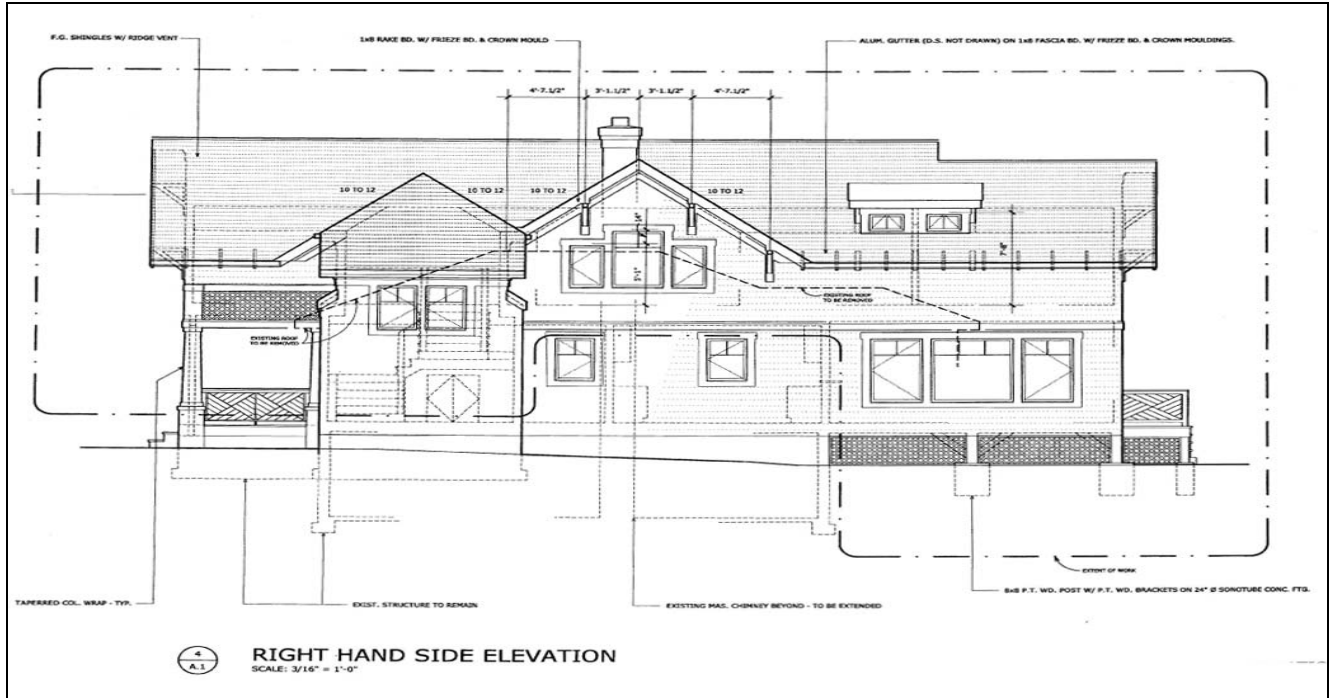 F.G. SHINGLES W/ RIDGE VENT
1x8 RAKE BD. W/ FRIEZE BD. & CROWN MOULD
ALUM. GUTTER (D.S. NOT DRAWN) ON 1x8 FASCIA BD. W/ FRIEZE BD. & CROWN MOULDINGS.
4'-7.1/2" 3'-1.1/2" 3'-1.1/2" 4'-7.1/2"
10 TO 12 10 TO 12 10 TO 12 10 TO 12
EXISTING ROOF
TO BE REMOVED
EXISTING ROOF
TO BE REMOVED
EXTENT OF WORK
8x8 P.T. WD. POST W/ P.T. WD. BRACKETS ON 24" Ø SONOTUBE CONC. FTG.
TAPERRED COL. WRAP - TYP.
EXIST. STRUCTURE TO REMAIN
EXISTING MAS. CHIMNEY BEYOND - TO BE EXTENDED
4
A.1
RIGHT HAND SIDE ELEVATION
SCALE: 3/16" = 1'-0"